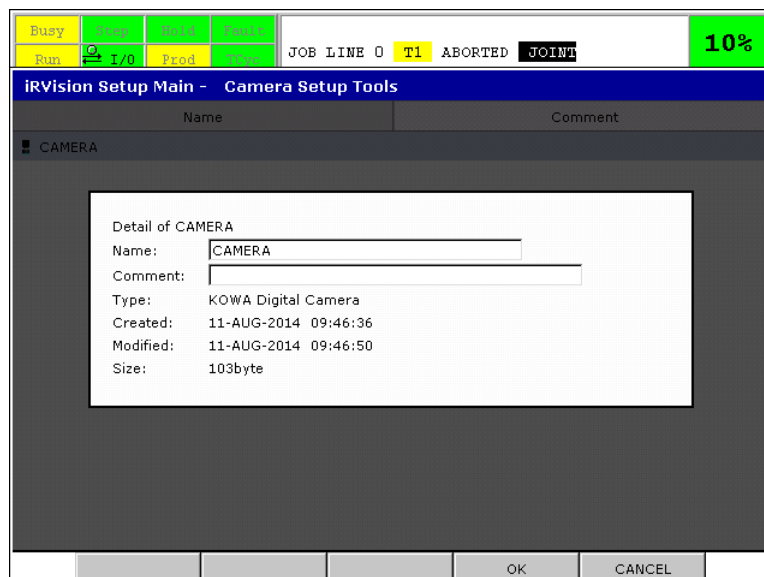 Busy Step Hold Fault
Run I/O Prod TCyc
JOB LINE 0 T1 ABORTED JOINT
10%
iRVision Setup Main - Camera Setup Tools
Name Comment
CAMERA
Detail of CAMERA
Name: CAMERA
Comment:
Type: KOWA Digital Camera
Created: 11-AUG-2014 09:46:36
Modified: 11-AUG-2014 09:46:50
Size: 103byte
OK CANCEL